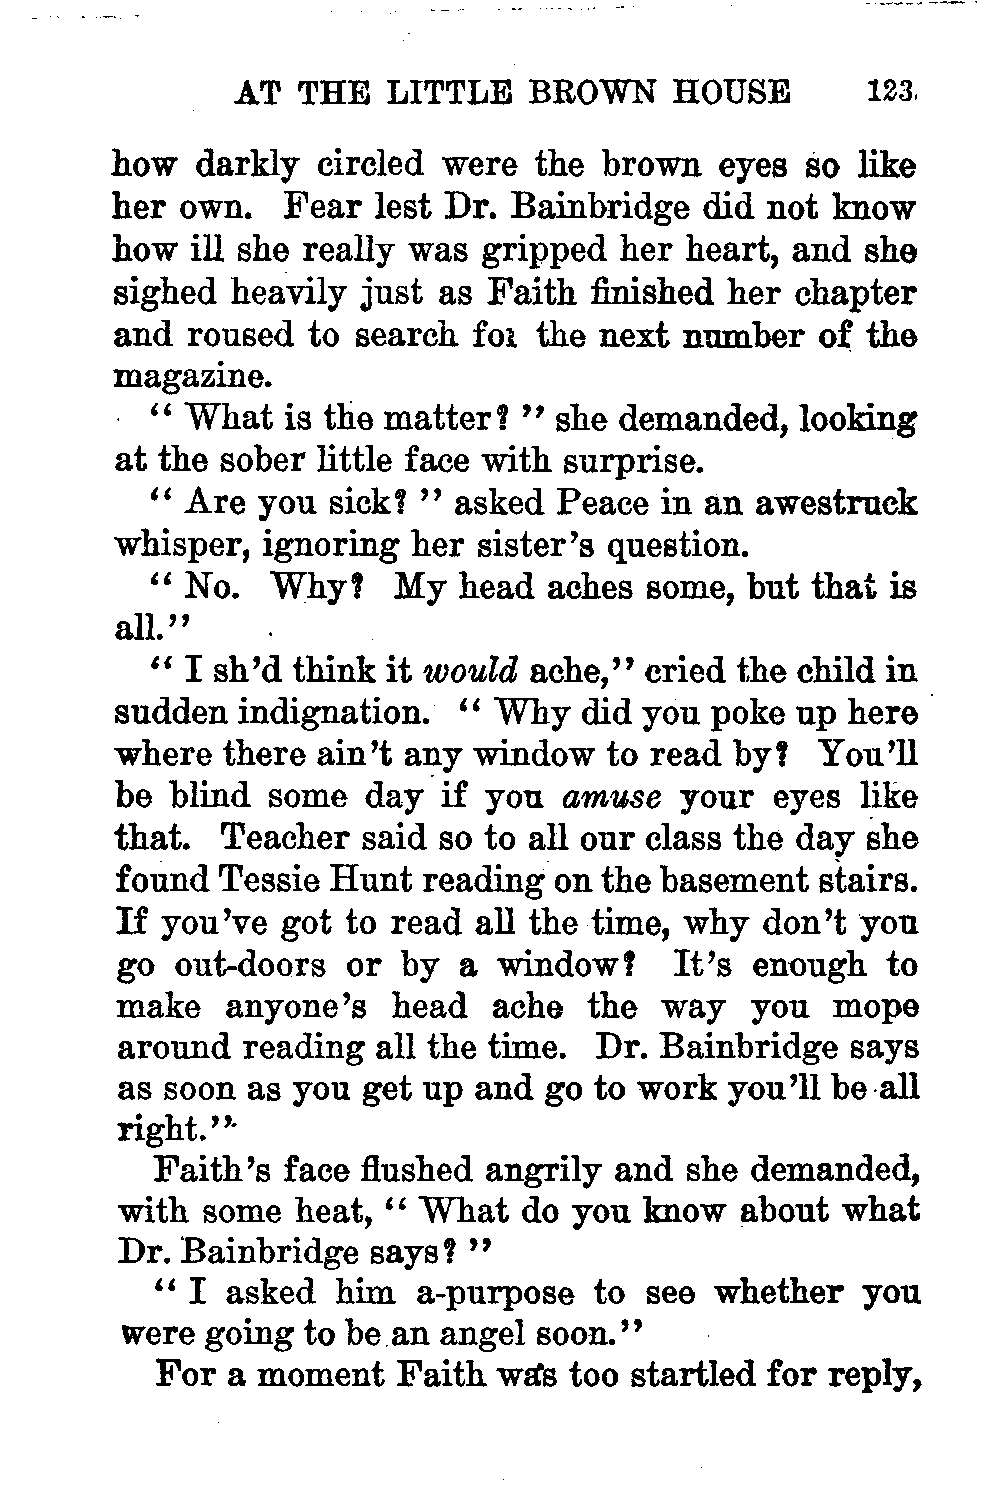 AT THE LITTLE BROWN HOUSE 123
how darkly circled were the brown eyes so like
her own. Fear lest Dr. Bainbridge did not know
how ill she really was gripped her heart, and she
sighed heavily just as Faith finished her chapter
and roused to search for the next number of the
magazine.
“ What is the matter? ” she demanded, looking
at the sober little face with surprise.
“ Are you sick? ” asked Peace in an awestruck
whisper, ignoring her sister’s question.
“ No. Why? My head aches some, but that is
all.”
“ I sh’d think it would ache,” cried the child in
sudden indignation. “ Why did you poke up here
where there ain’t any window to read by? You’ll
be blind some day if you amuse your eyes like
that. Teacher said so to all our class the day she
found Tessie Hunt reading on the basement stairs.
If you’ve got to read all the time, why don’t you
go out-doors or by a window? It’s enough to
make anyone’s head ache the way you mope
around reading all the time. Dr. Bainbridge says
as soon as you get up and go to work you’ll be all
right.”
Faith’s face flushed angrily and she demanded,
with some heat, “ What do you know about what
Dr. Bainbridge says? ”
“ I asked him a-purpose to see whether you
were going to be an angel soon.”
For a moment Faith was too startled for reply,